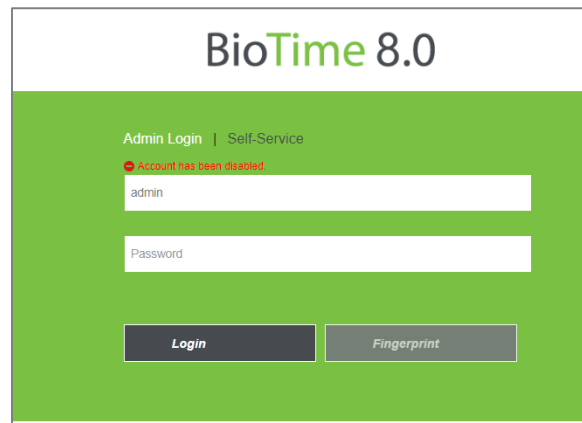 BioTime 8.0
Admin Login | Self-Service
Account has been disabled.
admin
Password
Login Fingerprint